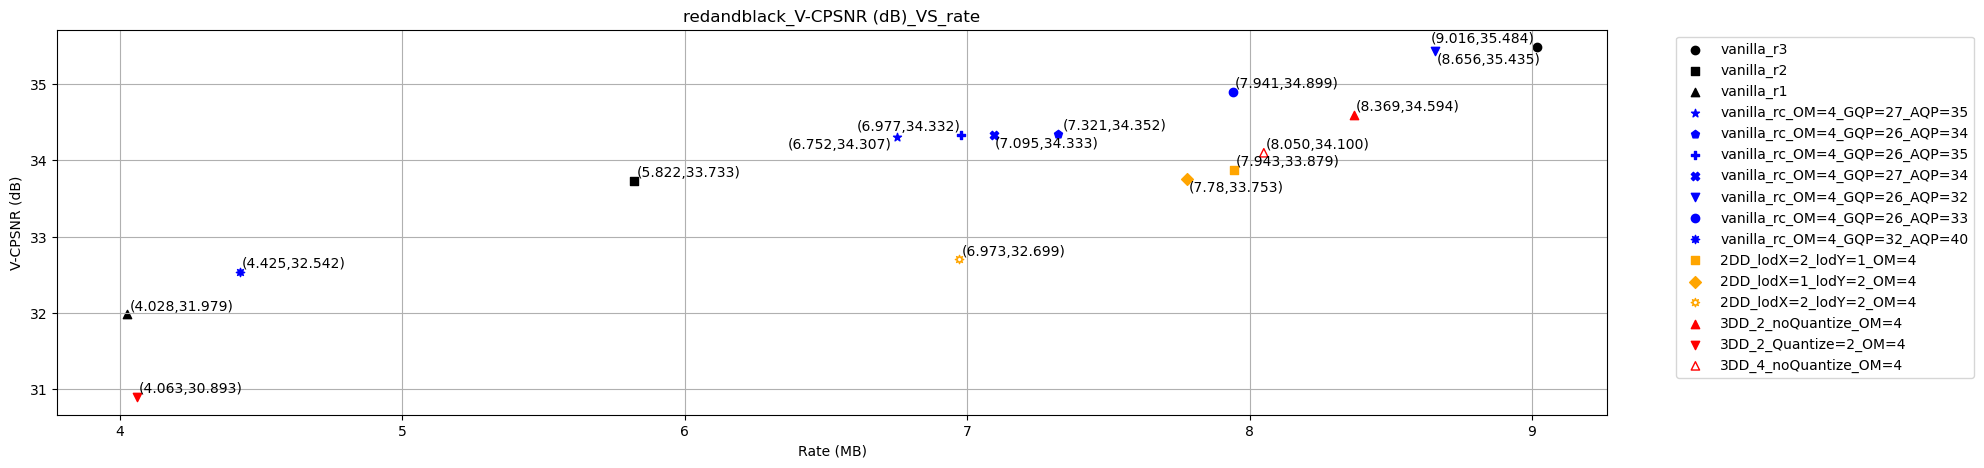 redandblack_V-CPSNR (dB)_VS_rate
V-CPSNR (dB)
35
34
33
32
31
(9.016,35.484)
(8.656,35.435)
(7.941,34.899)
(8.369,34.594)
(6.977,34.332)
(7.321,34.352)
(6.752,34.307)
(7.095,34.333)
(8.050,34.100)
(5.822,33.733)
(7.943,33.879)
(7.78,33.753)
(6.973,32.699)
(4.425,32.542)
(4.028,31.979)
(4.063,30.893)
4
5
6
7
8
9
Rate (MB)
vanilla_r3
vanilla_r2
vanilla_r1
vanilla_rc_OM=4_GQP=27_AQP=35
vanilla_rc_OM=4_GQP=26_AQP=34
vanilla_rc_OM=4_GQP=26_AQP=35
vanilla_rc_OM=4_GQP=27_AQP=34
vanilla_rc_OM=4_GQP=26_AQP=32
vanilla_rc_OM=4_GQP=26_AQP=33
vanilla_rc_OM=4_GQP=32_AQP=40
2DD_lodX=2_lodY=1_OM=4
2DD_lodX=1_lodY=2_OM=4
2DD_lodX=2_lodY=2_OM=4
3DD_2_noQuantize_OM=4
3DD_2_Quantize=2_OM=4
3DD_4_noQuantize_OM=4